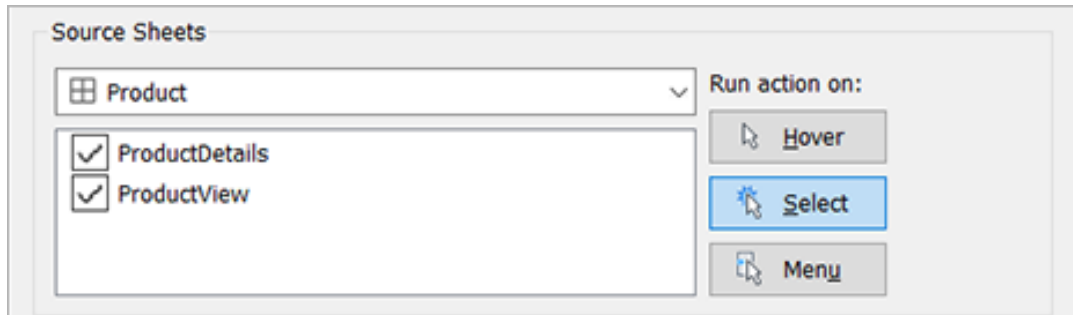 Source Sheets
Product
Run action on:
ProductDetails
ProductView
Hover
Select
Menu